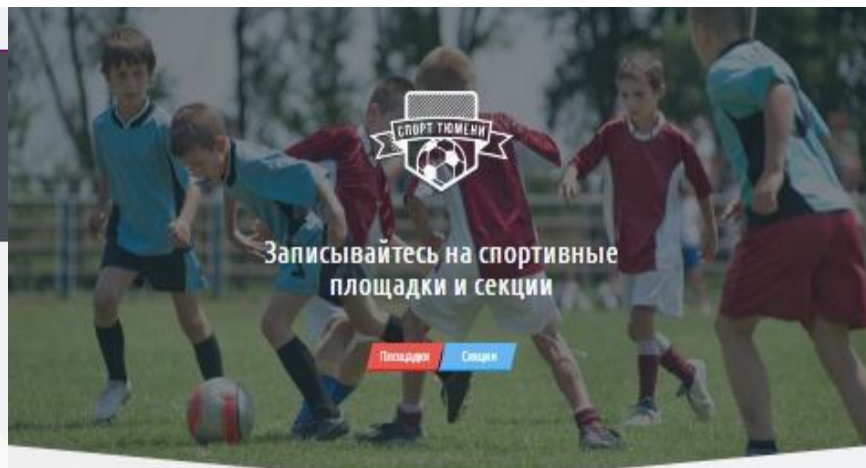 СПОРТ ТЮМЕНИ
Записывайтесь на спортивные
площадки и секции
Площадки
Секции